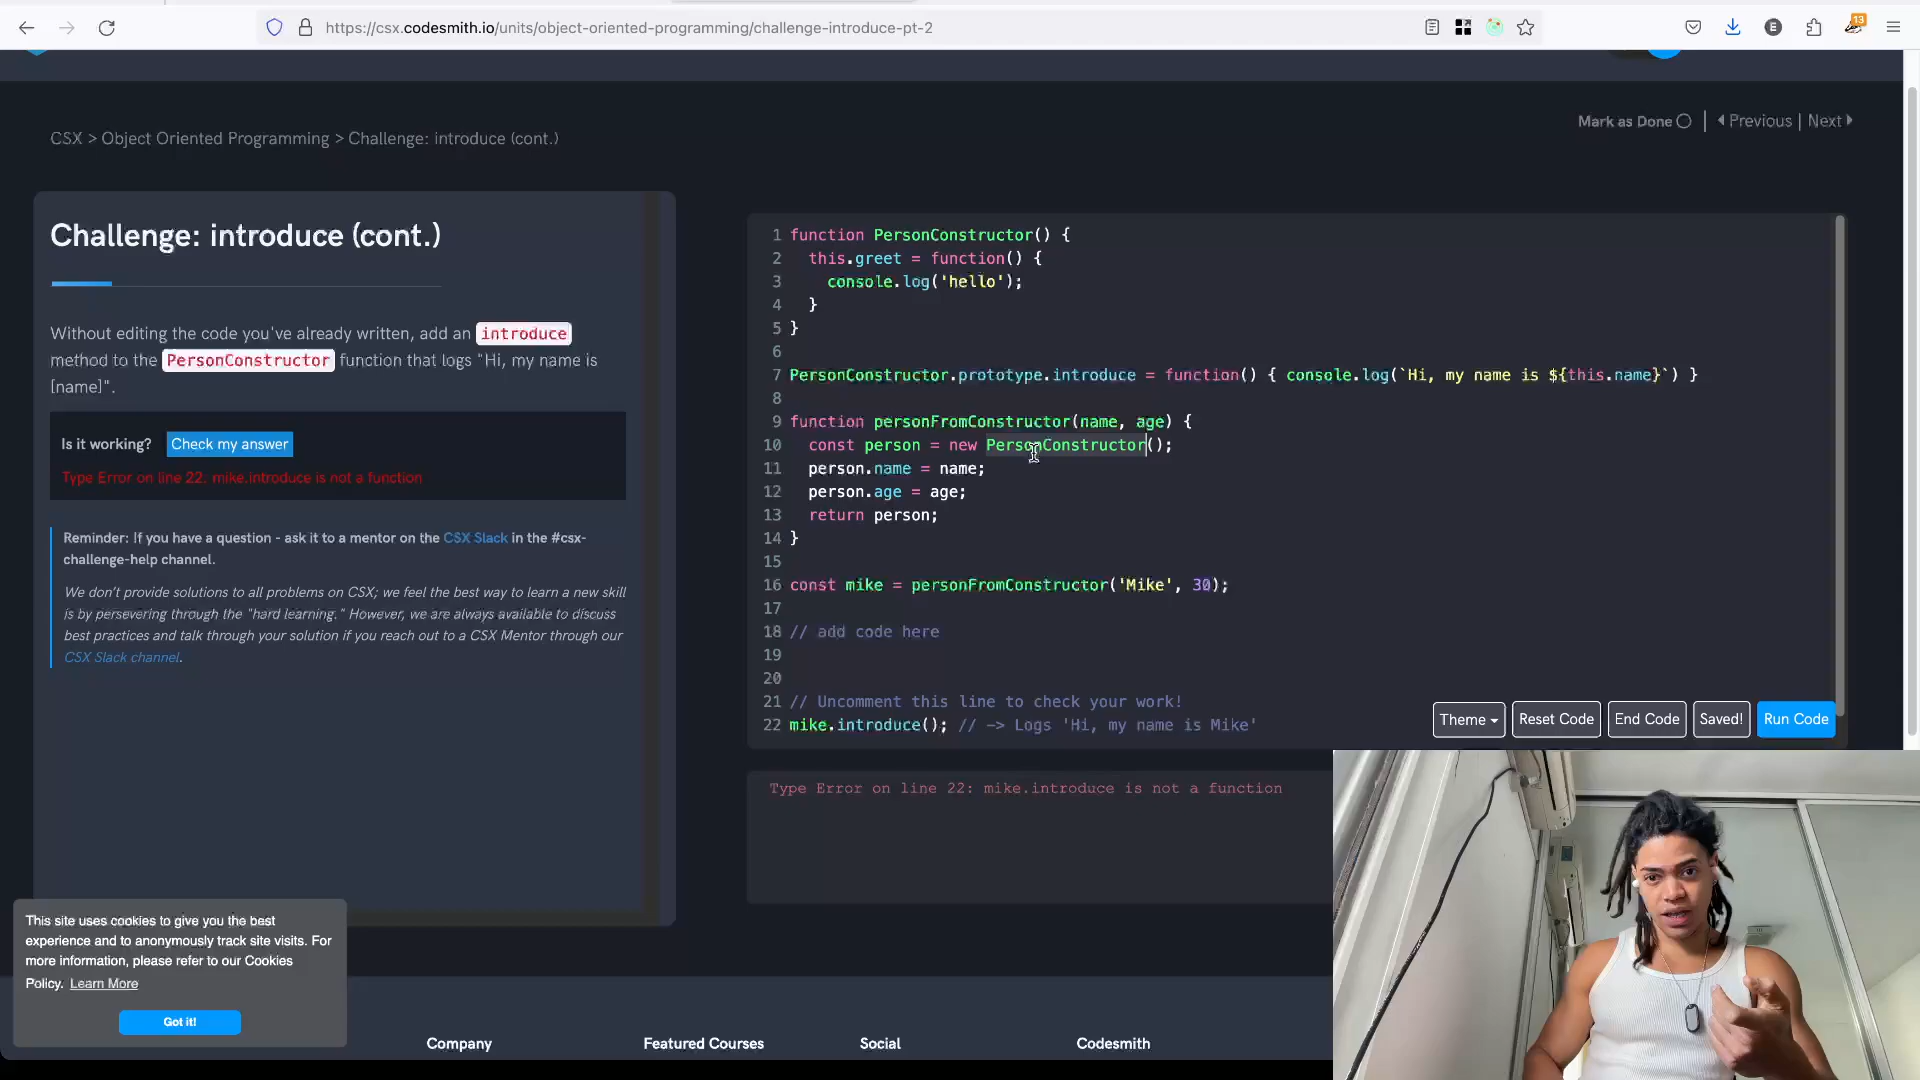 https://csx.codesmith.io/units/object-oriented-programming/challenge-introduce-pt-2
13
CSX > Object Oriented Programming > Challenge: introduce (cont.)
Mark as Done
Previous | Next
Challenge: introduce (cont.)
Without editing the code you've already written, add an introduce
method to the PersonConstructor function that logs "Hi, my name is
[name]".
Is it working? Check my answer
Type Error on line 22. mike.introduce is not a function
Reminder: If you have a question - ask it to a mentor on the CSX Slack in the #csx-
challenge-help channel.
We don't provide solutions to all problems on CSX; we feel the best way to learn a new skill
is by persevering through the "hard learning." However, we are always available to discuss
best practices and talk through your solution if you reach out to a CSX Mentor through our
CSX Slack channel.
1 function PersonConstructor() {
2 this.greet = function() {
3 console.log('hello');
4 }
5 }
6
7 PersonConstructor.prototype.introduce = function() { console.log(`Hi, my name is ${this.name}`) }
8
9 function personFromConstructor(name, age) {
10 const person = new PersonConstructor();
11 person.name = name;
12 person.age = age;
13 return person;
14 }
15
16 const mike = personFromConstructor('Mike', 30);
17
18 // add code here
19
20
21 // Uncomment this line to check your work!
22 mike.introduce(); // -> Logs 'Hi, my name is Mike'
Theme
Reset Code
End Code
Saved!
Run Code
Type Error on line 22: mike.introduce is not a function
This site uses cookies to give you the best
experience and to anonymously track site visits. For
more information, please refer to our Cookies
Policy. Learn More
Got it!
Company
Featured Courses
Social
Codesmith